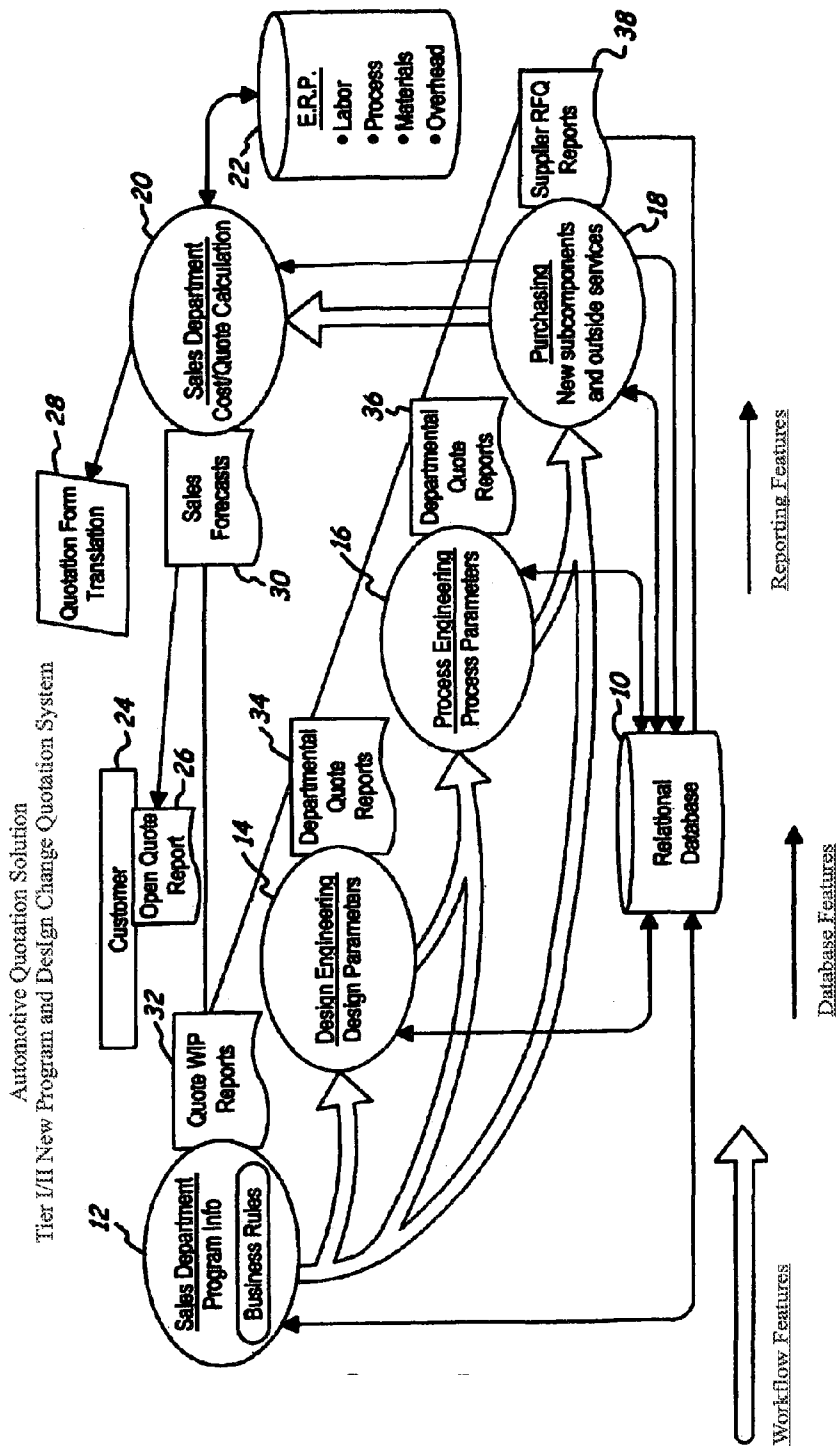 Automotive Quotation Solution
Tier I/II New Program and Design Change Quotation System
12
Sales Department
Program Info
Business Rules
32
Quote WIP
Reports
Customer
24
Open Quote
Report
26
28
Quotation Form
Translation
Sales
Forecasts
30
20
Sales Department
Cost/Quote Calculation
22
E.R.P.
• Labor
• Process
• Materials
• Overhead
14
Design Engineering
Design Parameters
34
Departmental
Quote
Reports
16
Process Engineering
Process Parameters
36
Departmental
Quote
Reports
Purchasing
New subcomponents
and outside services
18
Supplier RFQ
Reports
38
10
Relational
Database
Workflow Features
Database Features
Reporting Features